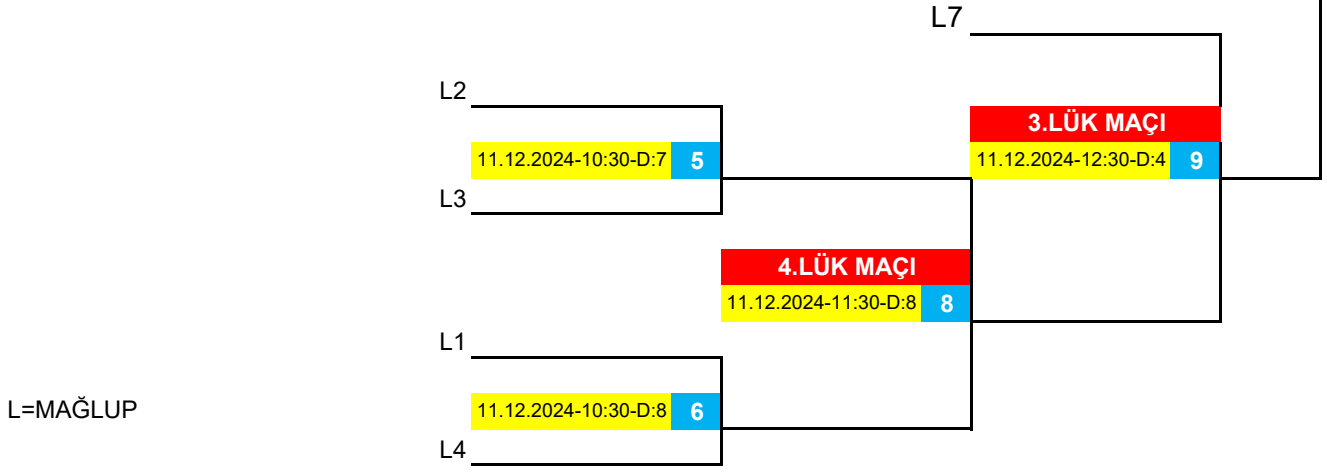 L7
L2
3.LÜK MAÇI
11.12.2024-10:30-D:7 5
11.12.2024-12:30-D:4 9
L3
4.LÜK MAÇI
11.12.2024-11:30-D:8 8
L1
L=MAĞLUP
11.12.2024-10:30-D:8 6
L4